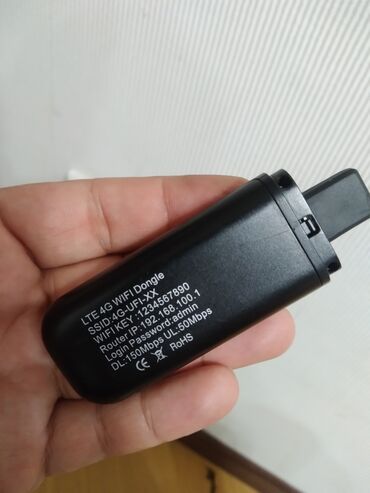 LTE 4G WIFI Dongle
SSID:4G-UFI-XX
WIFI KEY: 1234567890
Router IP:192.168.100.1
Login Password:admin
DL:150Mbps UL:50Mbps
CE RoHS